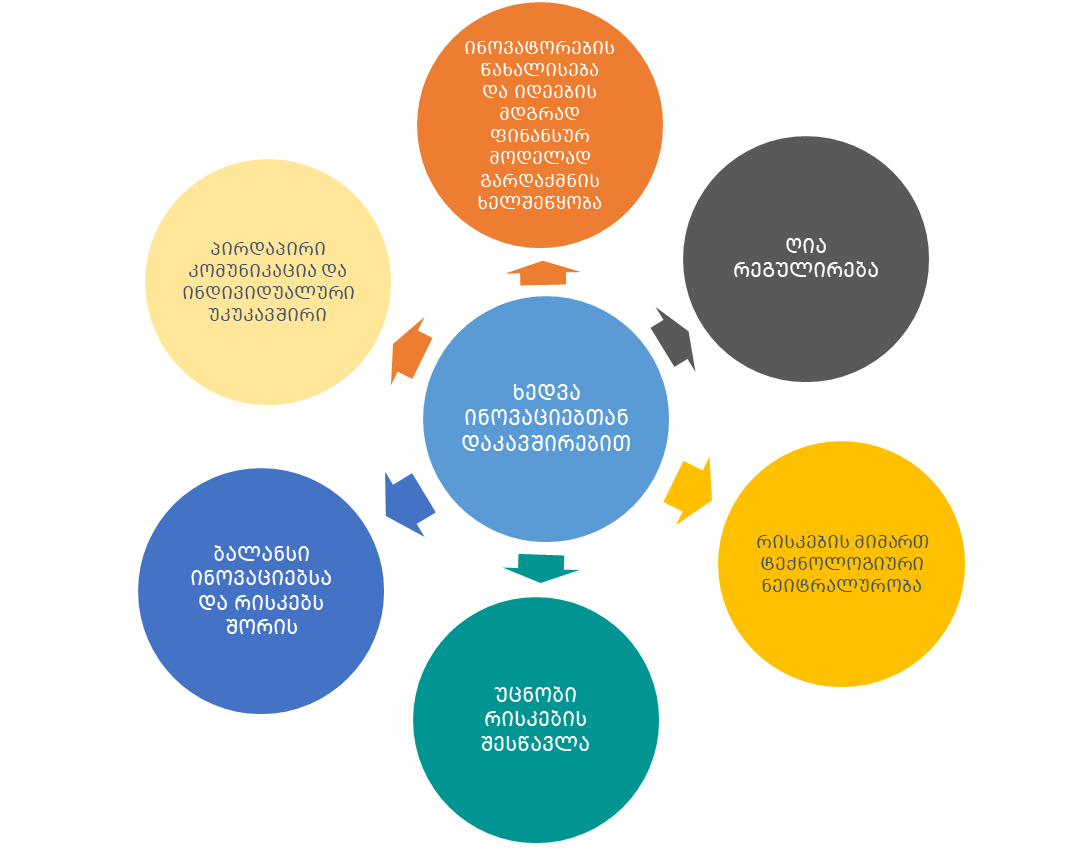 ინოვატორების
წახალისება
და იდეების
მდგრად
ფინანსურ
მოდელად
გარდაქმნის
ხელშეწყობა
ღია
რეგულირება
პირდაპირი
კომუნიკაცია და
ინდივიდუალური
უკუკავშირი
ხედვა
ინოვაციებთან
დაკავშირებით
რისკების მიმართ
ტექნოლოგიური
ნეიტრალურობა
ბალანსი
ინოვაციებსა
და რისკებს
შორის
უცნობი
რისკების
შესწავლა